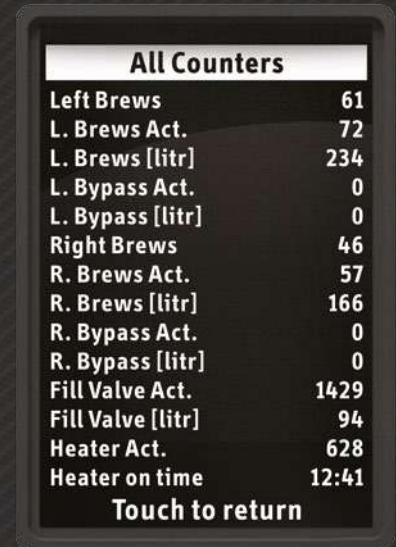 All Counters
Left Brews 61
L. Brews Act. 72
L. Brews [litr] 234
L. Bypass Act. 0
L. Bypass [litr] 0
Right Brews 46
R. Brews Act. 57
R. Brews [litr] 166
R. Bypass Act. 0
R. Bypass [litr] 0
Fill Valve Act. 1429
Fill Valve [litr] 94
Heater Act. 628
Heater on time 12:41
Touch to return